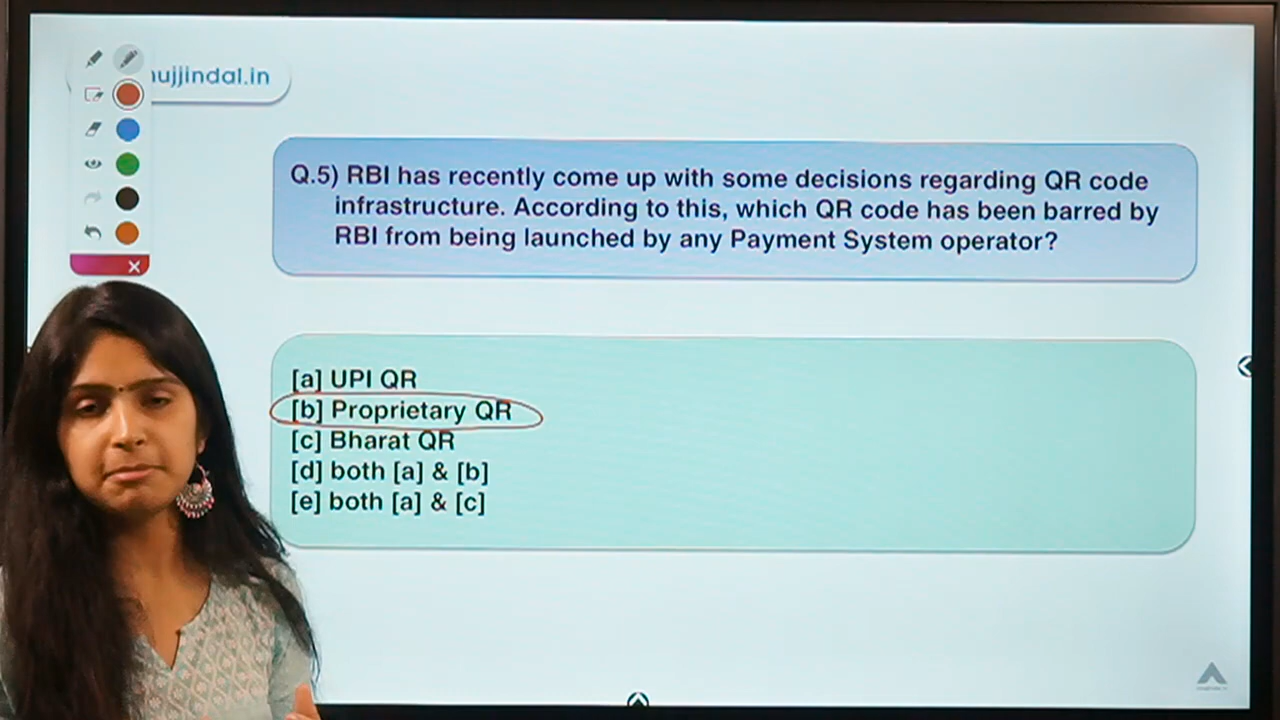 ujjindal.in
Q.5) RBI has recently come up with some decisions regarding QR code
infrastructure. According to this, which QR code has been barred by
RBI from being launched by any Payment System operator?
[a] UPI QR
[b] Proprietary QR
[c] Bharat QR
[d] both [a] & [b]
[e] both [a] & [c]